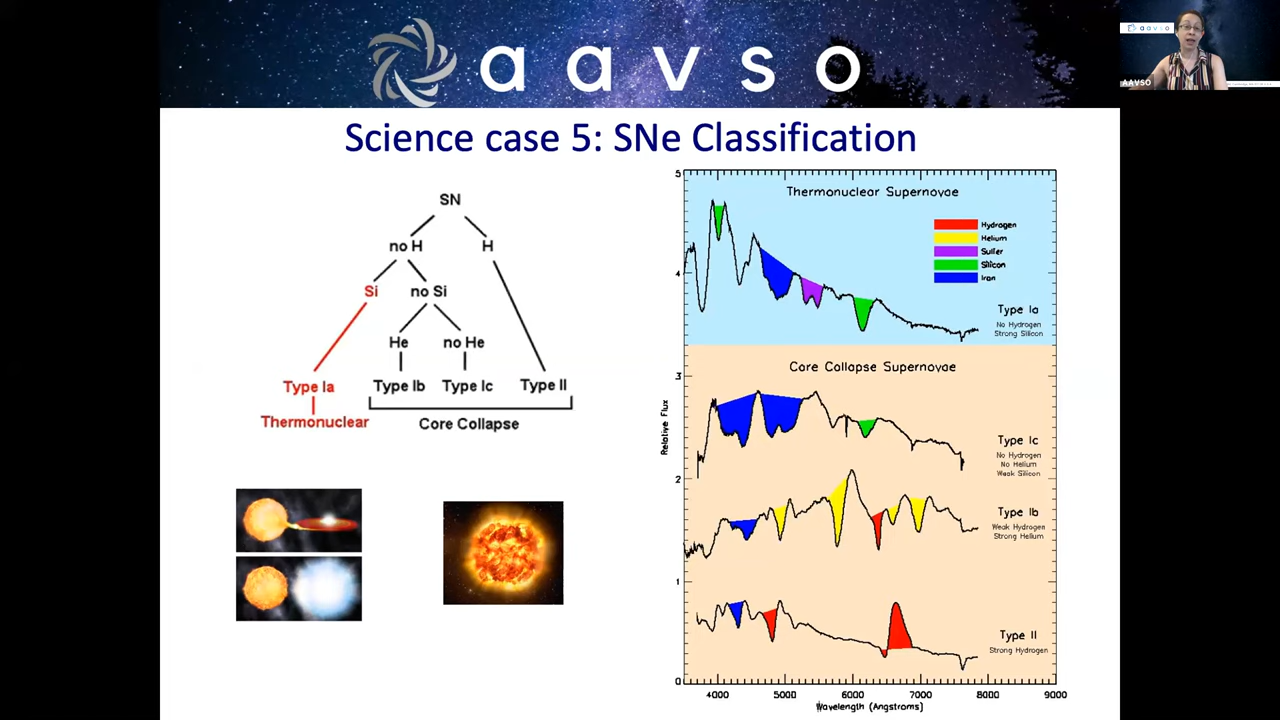 aavso
aavso
AAVSO
Science case 5: SNe Classification
SN
no H
H
Si
no Si
He
no He
Type Ia
Type Ib
Type Ic
Type II
Thermonuclear
Core Collapse
Thermonuclear Supernovae
Hydrogen
Helium
Sulfer
Silicon
Iron
Type Ia
No Hydrogen
Strong Silicon
Core Collapse Supernovae
Type Ic
No Hydrogen
No Helium
Weak Silicon
Type Ib
Weak Hydrogen
Strong Helium
Type II
Strong Hydrogen
Relative Flux
5
4
3
2
1
0
4000 5000 6000 7000 8000 9000
Wavelength (Angstroms)